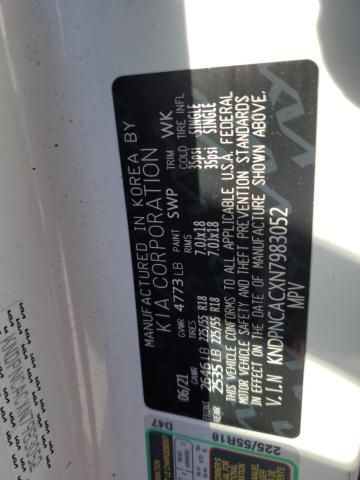 MANUFACTURED IN KOREA BY
KIA CORPORATION
06/21 GVWR 4773 LB PAINT SWP TRIM WK
TIRES RIMS COLD TIRE INFL
LB 225/55 R18 7.0Jx18 35psi SINGLE
REAR 2535 LB 225/55 R18 7.0Jx18 35psi SINGLE
THIS VEHICLE CONFORMS TO ALL APPLICABLE U.S.A. FEDERAL
MOTOR VEHICLE SAFETY AND THEFT PREVENTION STANDARDS
IN EFFECT ON THE DATE OF MANUFACTURE SHOWN ABOVE.
V.I.N KNDPNCACXN7983052
MPV
D47
225/55R18